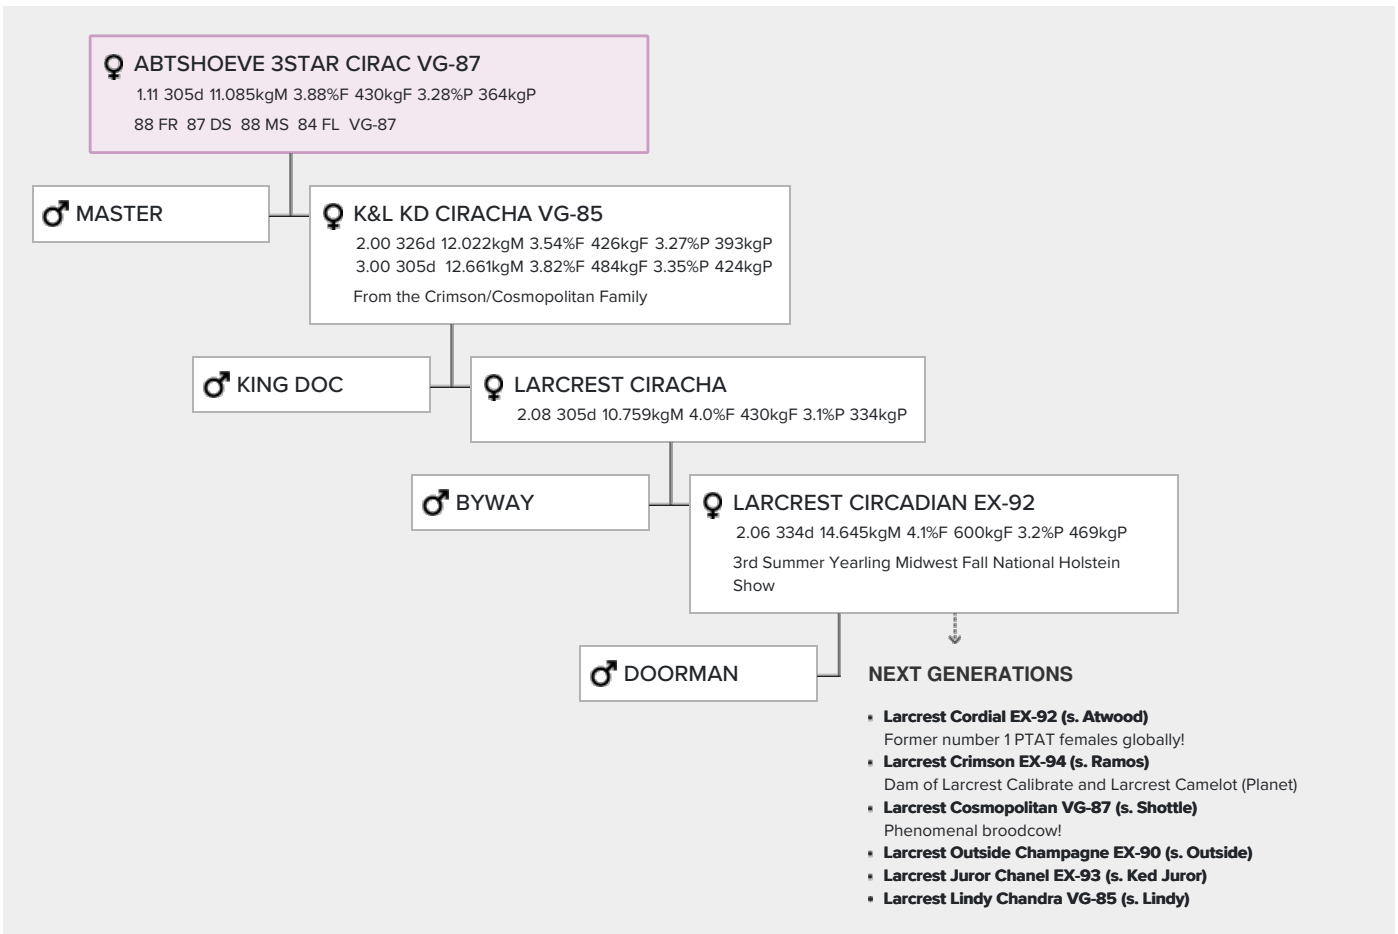 ABTSHOEVE 3STAR CIRAC VG-87
1.11 305d 11.085kgM 3.88%F 430kgF 3.28%P 364kgP
88 FR 87 DS 88 MS 84 FL VG-87
MASTER
K&L KD CIRACHA VG-85
2.00 326d 12.022kgM 3.54%F 426kgF 3.27%P 393kgP
3.00 305d 12.661kgM 3.82%F 484kgF 3.35%P 424kgP
From the Crimson/Cosmopolitan Family
KING DOC
LARCREST CIRACHA
2.08 305d 10.759kgM 4.0%F 430kgF 3.1%P 334kgP
BYWAY
LARCREST CIRCADIAN EX-92
2.06 334d 14.645kgM 4.1%F 600kgF 3.2%P 469kgP
3rd Summer Yearling Midwest Fall National Holstein
Show
DOORMAN
NEXT GENERATIONS
▪ Larcrest Cordial EX-92 (s. Atwood)
Former number 1 PTAT females globally!
▪ Larcrest Crimson EX-94 (s. Ramos)
Dam of Larcrest Calibrate and Larcrest Camelot (Planet)
▪ Larcrest Cosmopolitan VG-87 (s. Shottle)
Phenomenal broodcow!
▪ Larcrest Outside Champagne EX-90 (s. Outside)
▪ Larcrest Juror Chanel EX-93 (s. Ked Juror)
▪ Larcrest Lindy Chandra VG-85 (s. Lindy)